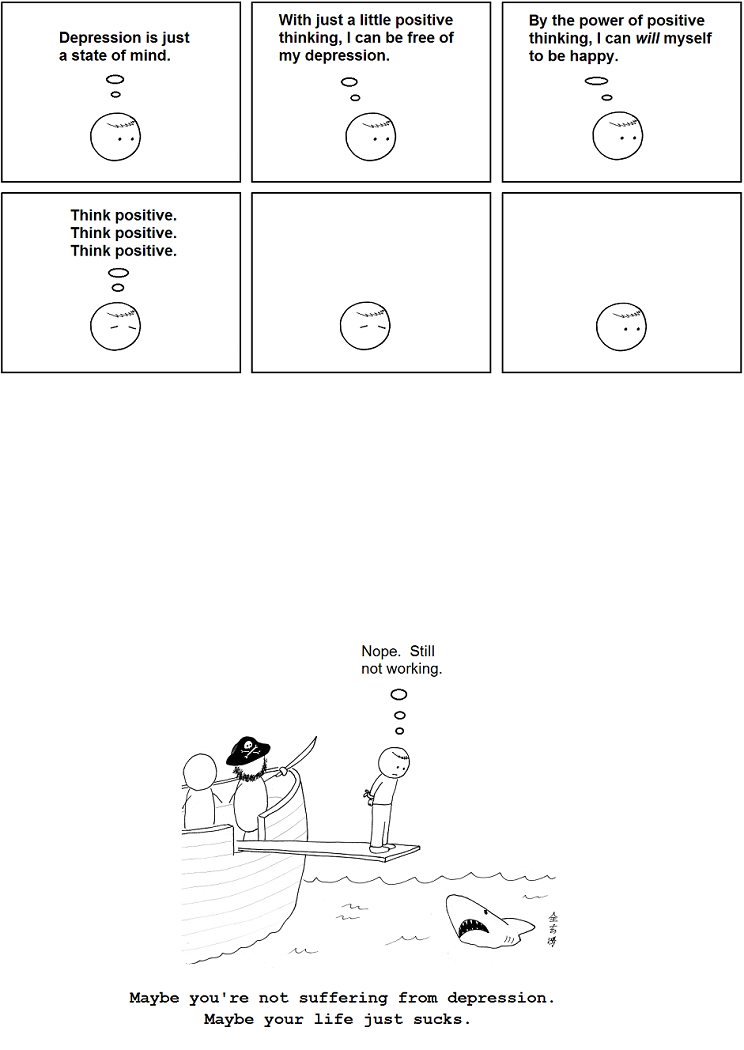 Depression is just
a state of mind.
With just a little positive
thinking, I can be free of
my depression.
By the power of positive
thinking, I can will myself
to be happy.
Think positive.
Think positive.
Think positive.
Nope. Still
not working.
Maybe you're not suffering from depression.
Maybe your life just sucks.